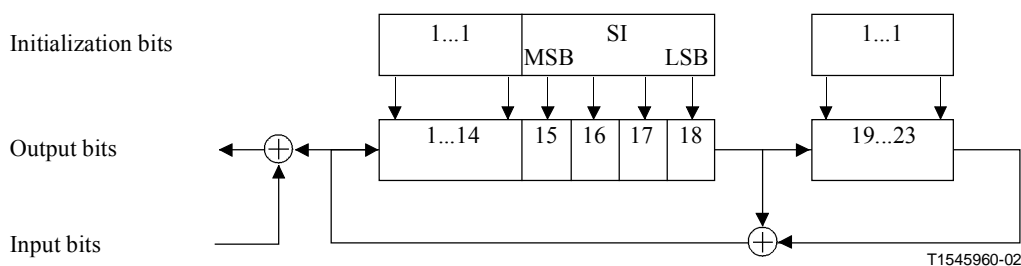 1...1 SI 1...1
Initialization bits
MSB LSB
1...14 15 16 17 18 19...23
Output bits
Input bits
T1545960-02